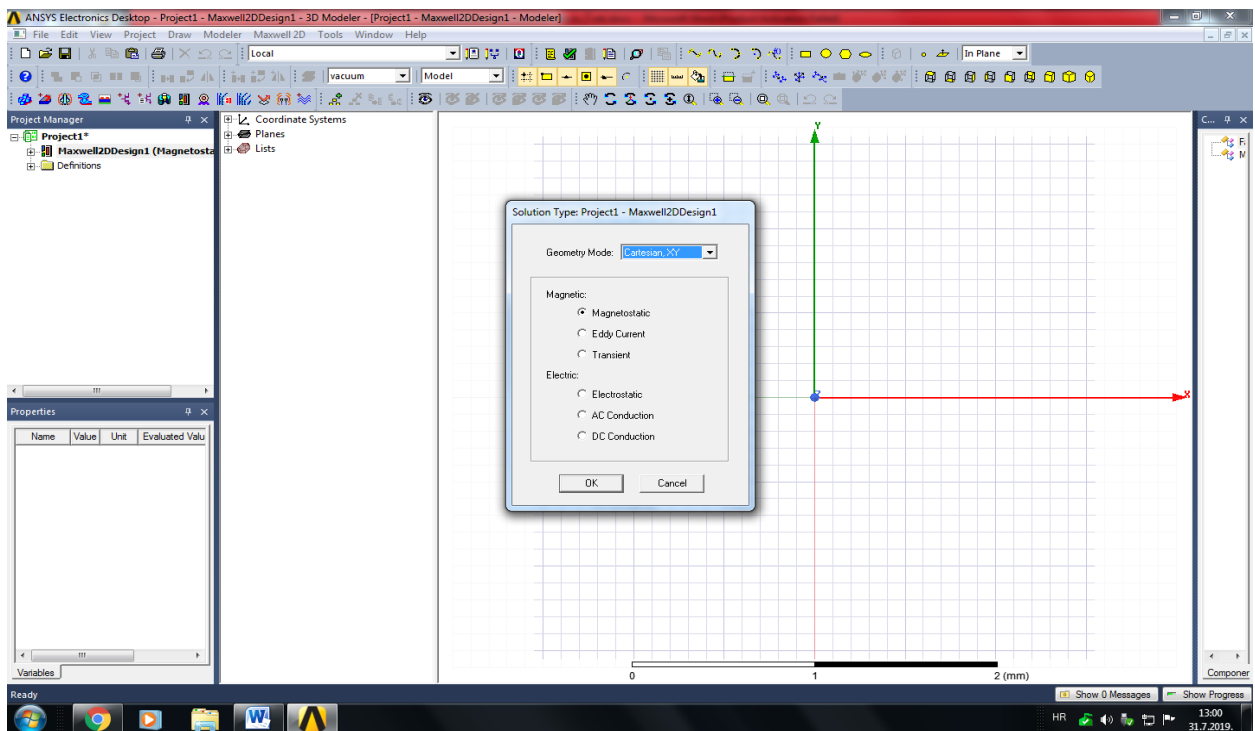 ANSYS Electronics Desktop - Project1 - Maxwell2DDesign1 - 3D Modeler - [Project1 - Maxwell2DDesign1 - Modeler]
File Edit View Project Draw Modeler Maxwell 2D Tools Window Help
Local
In Plane
vacuum
Model
Project Manager
Project1*
Maxwell2DDesign1 (Magnetosta
Definitions
Coordinate Systems
Planes
Lists
C...
F
M
Y
X
Solution Type: Project1 - Maxwell2DDesign1
Geometry Mode: Cartesian, XY
Magnetic:
Magnetostatic
Eddy Current
Transient
Electric:
Electrostatic
AC Conduction
DC Conduction
OK Cancel
Properties
Name Value Unit Evaluated Valu
Variables
0 1 2 (mm)
Componer
Ready
Show 0 Messages Show Progress
HR
13:00
31.7.2019.